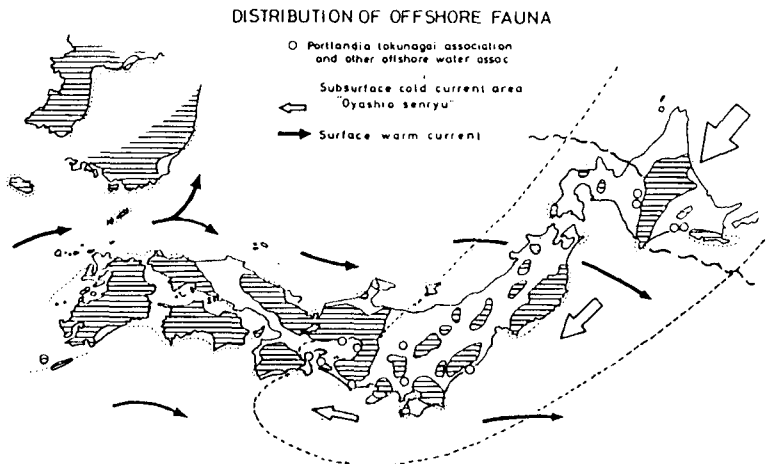 DISTRIBUTION OF OFFSHORE FAUNA
Portlandia tokunagai association
and other offshore water assoc
Subsurface cold current area
"Oyashio senryu"
Surface warm current